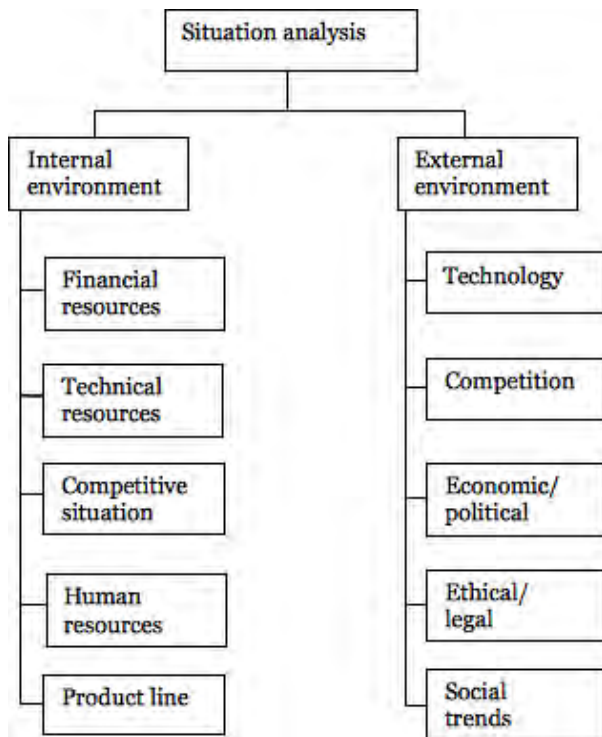 Situation analysis
Internal
environment
Financial
resources
Technical
resources
Competitive
situation
Human
resources
Product line
External
environment
Technology
Competition
Economic/
political
Ethical/
legal
Social
trends